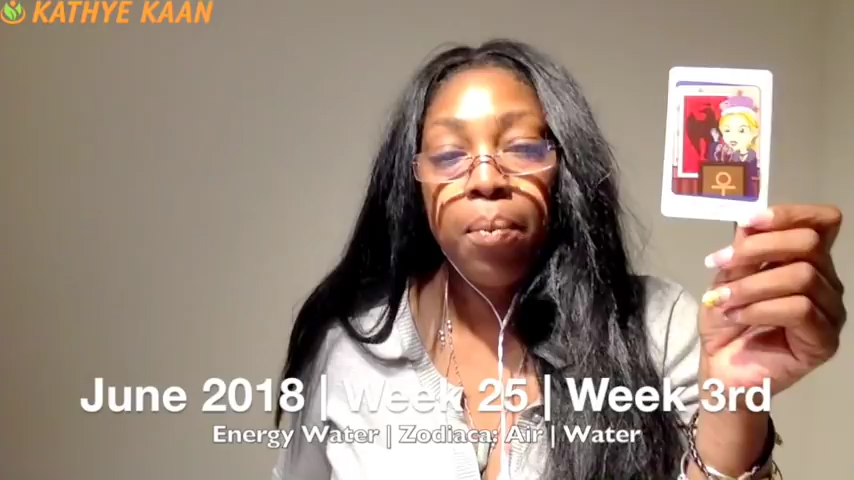 KATHYE KAAN
June 2018 | Week 25 | Week 3rd
Energy Water | Zodiaca: Air | Water